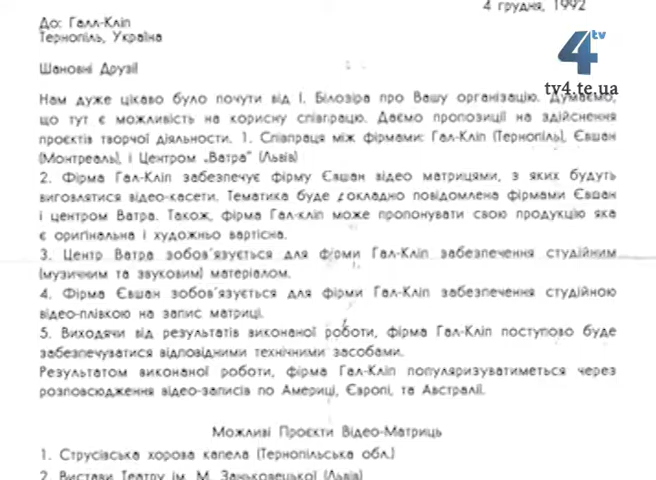 4 грудня, 1992
До: Галл-Кліп
Тернопіль, Україна
4 tv
tv4.te.ua
Шановні Друзі!
Нам дуже цікаво було почути від І. Білозіра про Вашу організацію. Думаємо,
що тут є можливість на корисну співпрацю. Даємо пропозиції на здійснення
проєктів творчої діяльности. 1. Співпраця між фірмами: Гал-Кліп (Тернопіль), Євшан
(Монтреаль), і Центром „Ватра" (Львів)
2. Фірма Гал-Кліп забезпечує фірму Євшан відео матрицями, з яких будуть
виговлятися відео-касети. Тематика буде докладно повідомлена фірмами Євшан
і центром Ватра. Також, фірма Гал-кліп може пропонувати свою продукцію яка
є оригінальна і художньо вартісна.
3. Центр Ватра зобов'язується для фірми Гал-Кліп забезпечення студійним
(музичним та звуковим) матеріалом.
4. Фірма Євшан зобов'язується для фірми Гал-Кліп забезпечення студійною
відео-плівкою на запис матриці.
5. Виходячи від результатів виконаної роботи, фірма Гал-Кліп поступово буде
забезпечуватися відповідними технічними засобами.
Результатом виконаної роботи, фірма Гал-Кліп популяризуватиметься через
розповсюдження відео-записів по Америці, Європі, та Австралії.
Можливі Проєкти Відео-Матриць
1. Струсівська хорова капела (Тернопільська обл.)
2. Вистави Театру ім. М. Заньковецької (Львів)